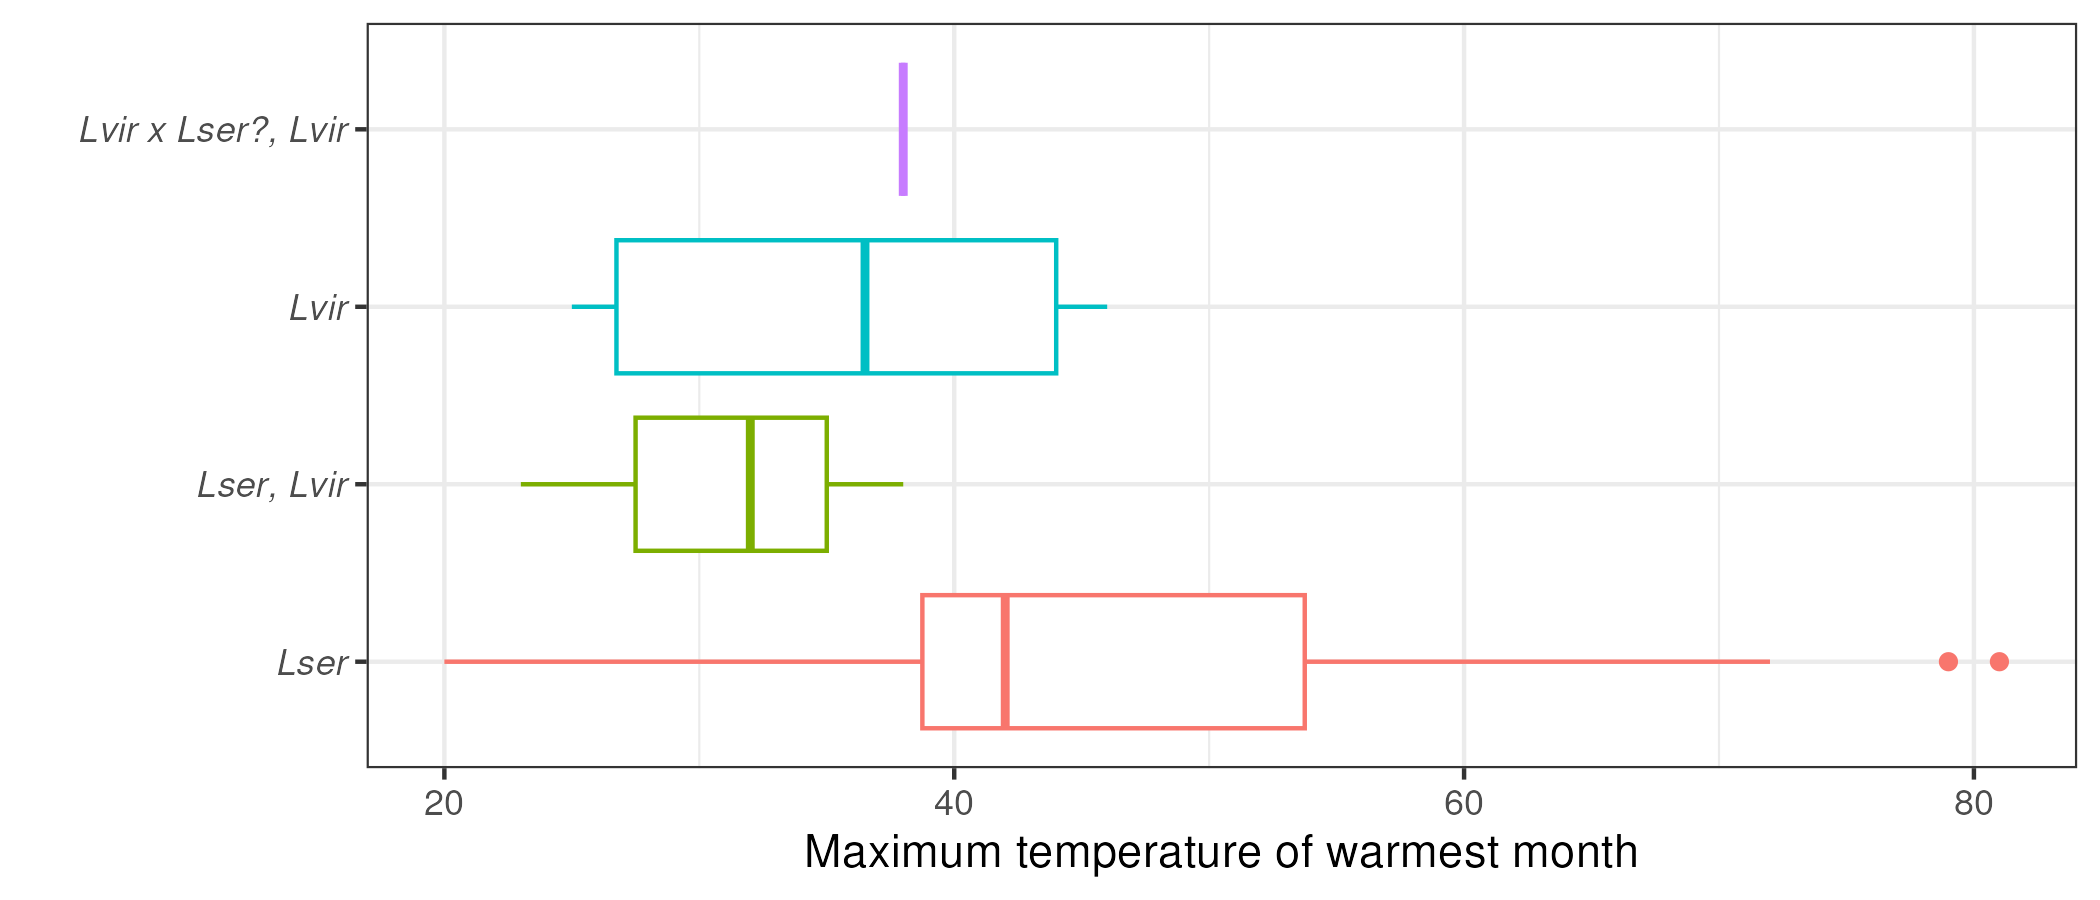 Lvir x Lser?, Lvir
Lvir
Lser, Lvir
Lser
20 40 60 80
Maximum temperature of warmest month